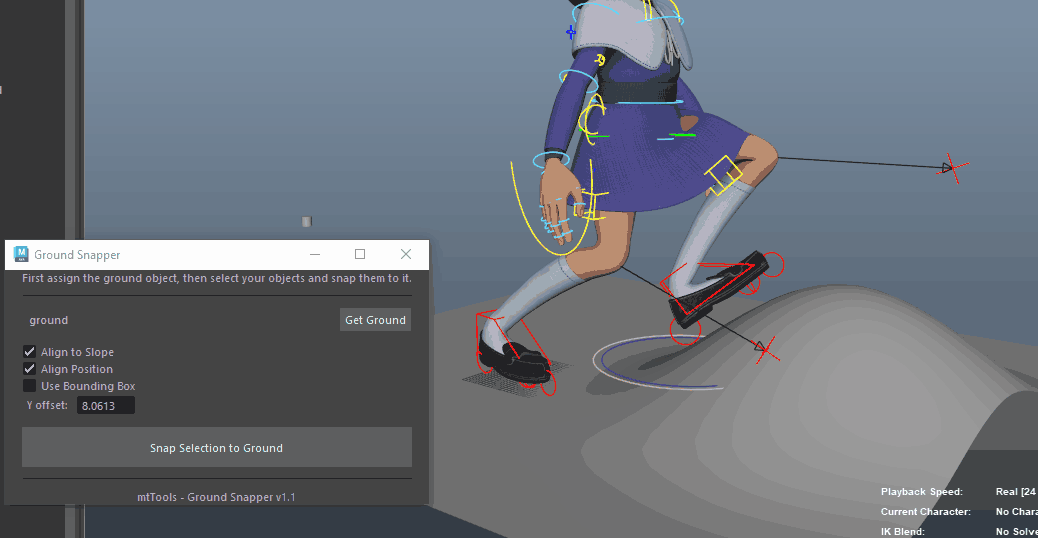 Ground Snapper
First assign the ground object, then select your objects and snap them to it.
ground
Get Ground
Align to Slope
Align Position
Use Bounding Box
Y offset: 8.0613
Snap Selection to Ground
mtTools - Ground Snapper v1.1
Playback Speed: Real [24
Current Character: No Chara
IK Blend: No Solve